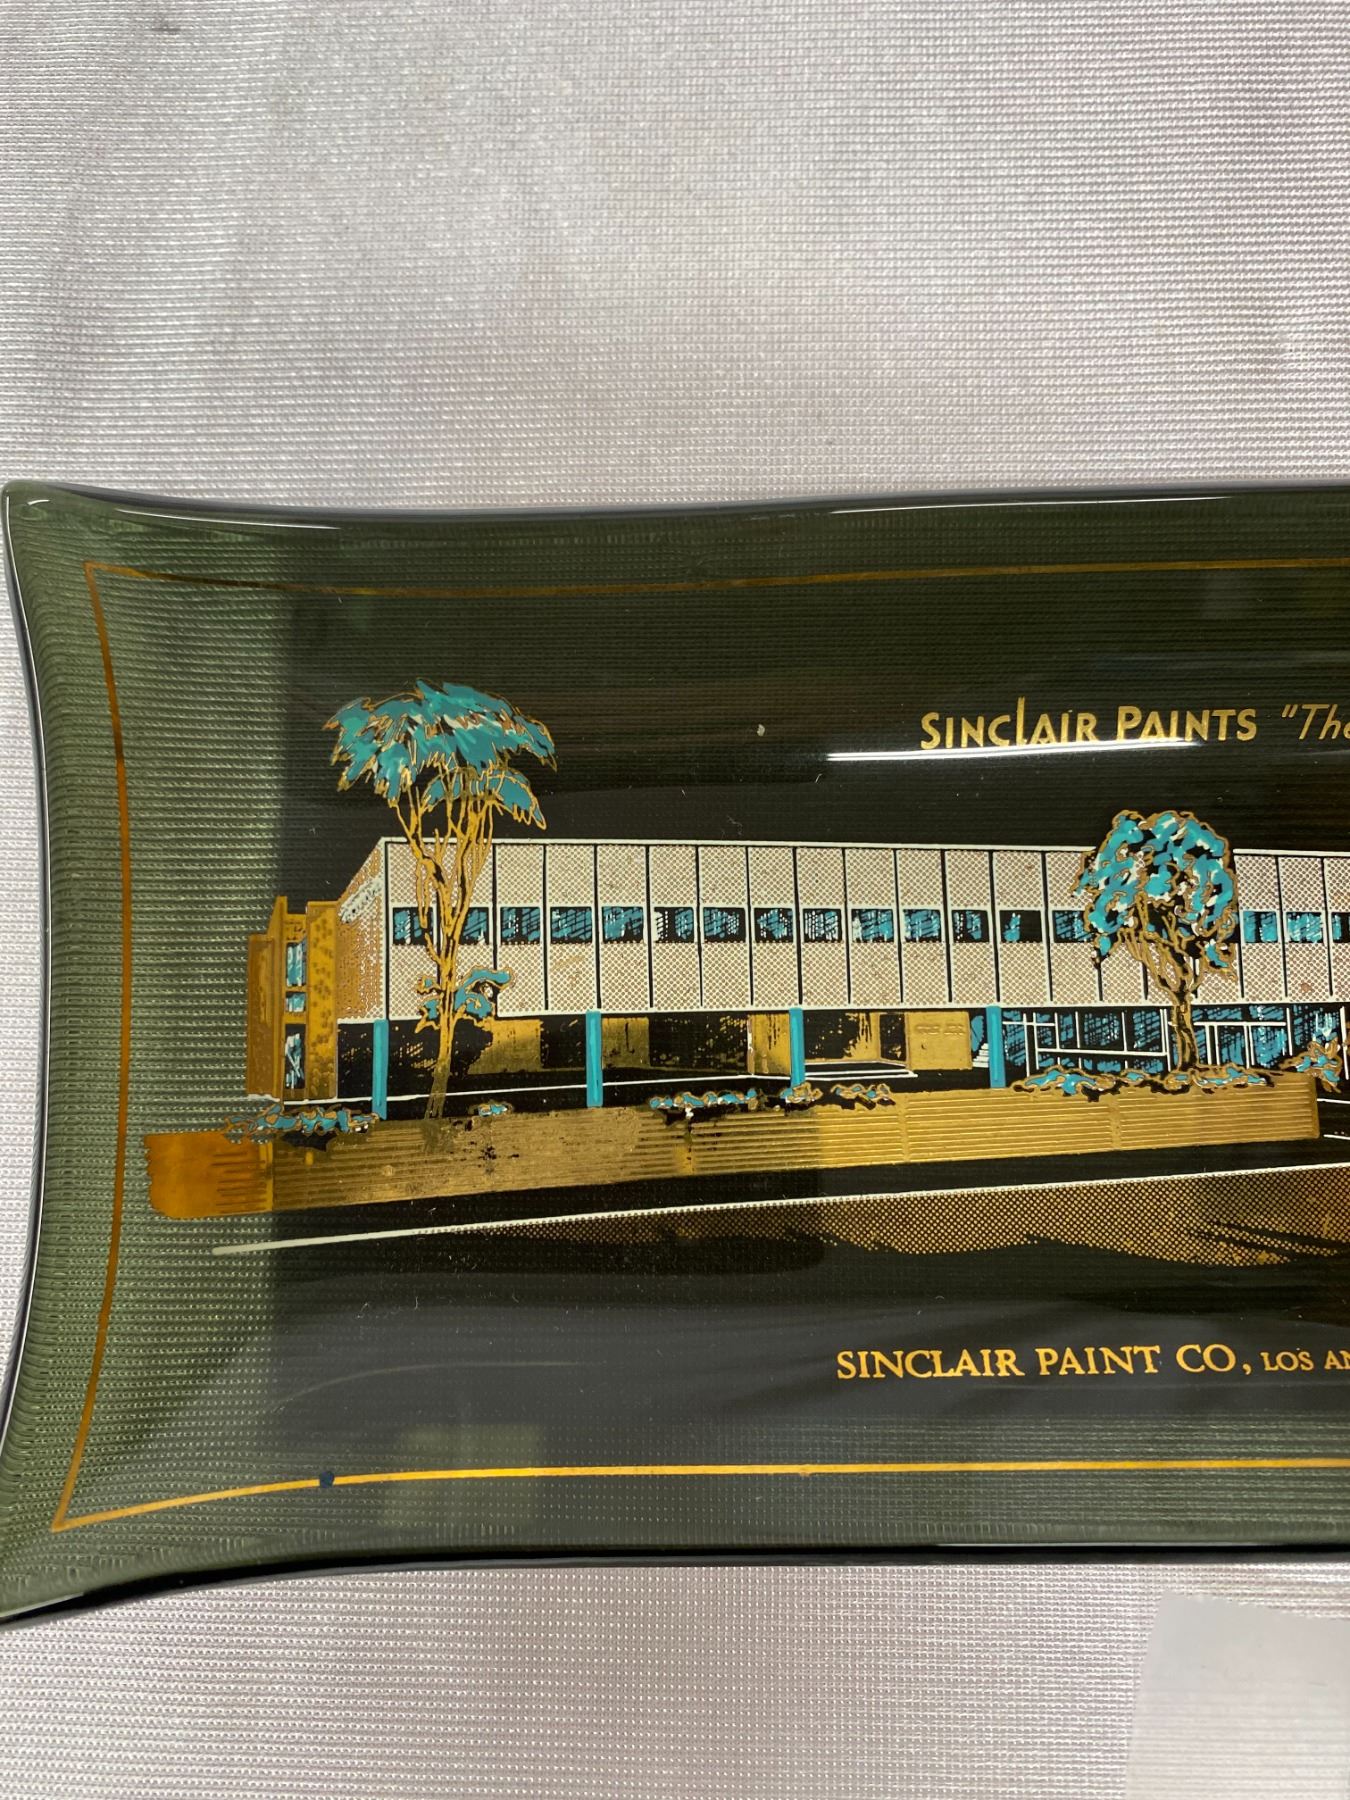 SINCLAIR PAINTS "The
SINCLAIR PAINT CO, LOS AN